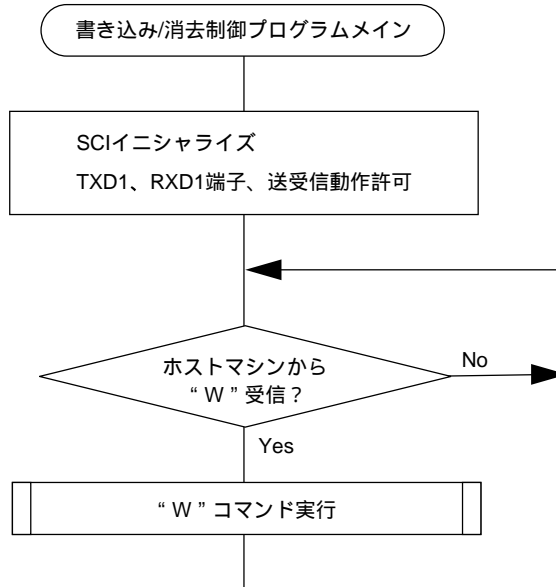 書き込み/消去制御プログラムメイン
SCIイニシャライズ
TXD1、RXD1端子、送受信動作許可
ホストマシンから
“ W ” 受信？
No
Yes
“ W ” コマンド実行